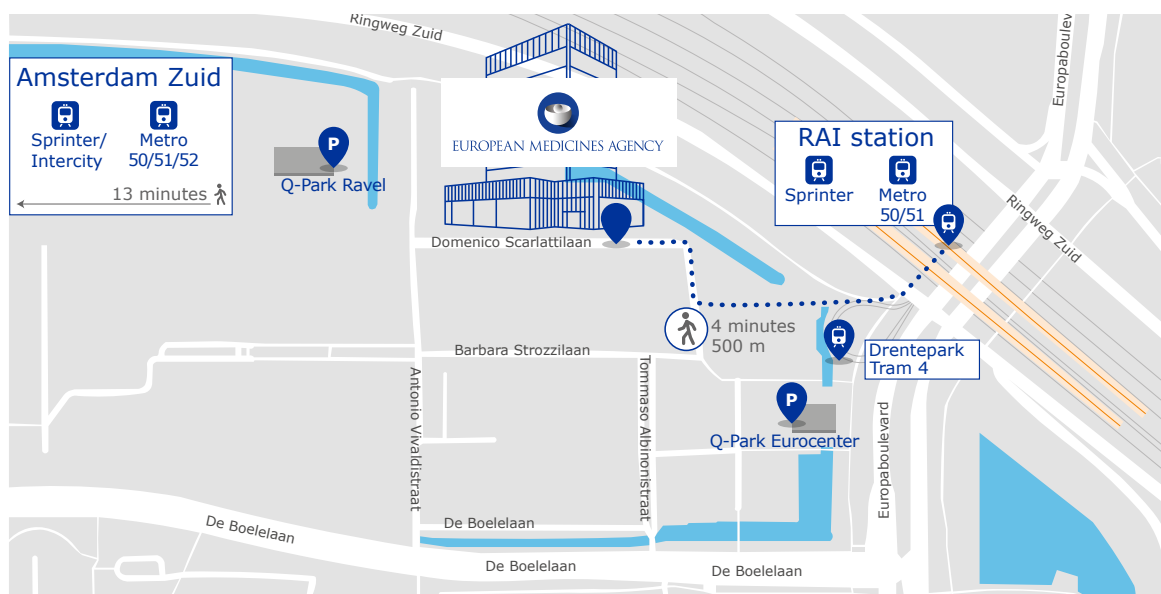 Ringweg Zuid
Europaboulevard
Amsterdam Zuid
Sprinter/
Intercity
Metro
50/51/52
13 minutes
P
Q-Park Ravel
EUROPEAN MEDICINES AGENCY
RAI station
Sprinter
Metro
50/51
Ringweg Zuid
Domenico Scarlattilaan
4 minutes
500 m
Barbara Strozzilaan
Drentepark
Tram 4
Antonio Vivaldistraat
Tommaso Albinonistraat
P
Q-Park Eurocenter
Europaboulevard
De Boelelaan
De Boelelaan
De Boelelaan
De Boelelaan